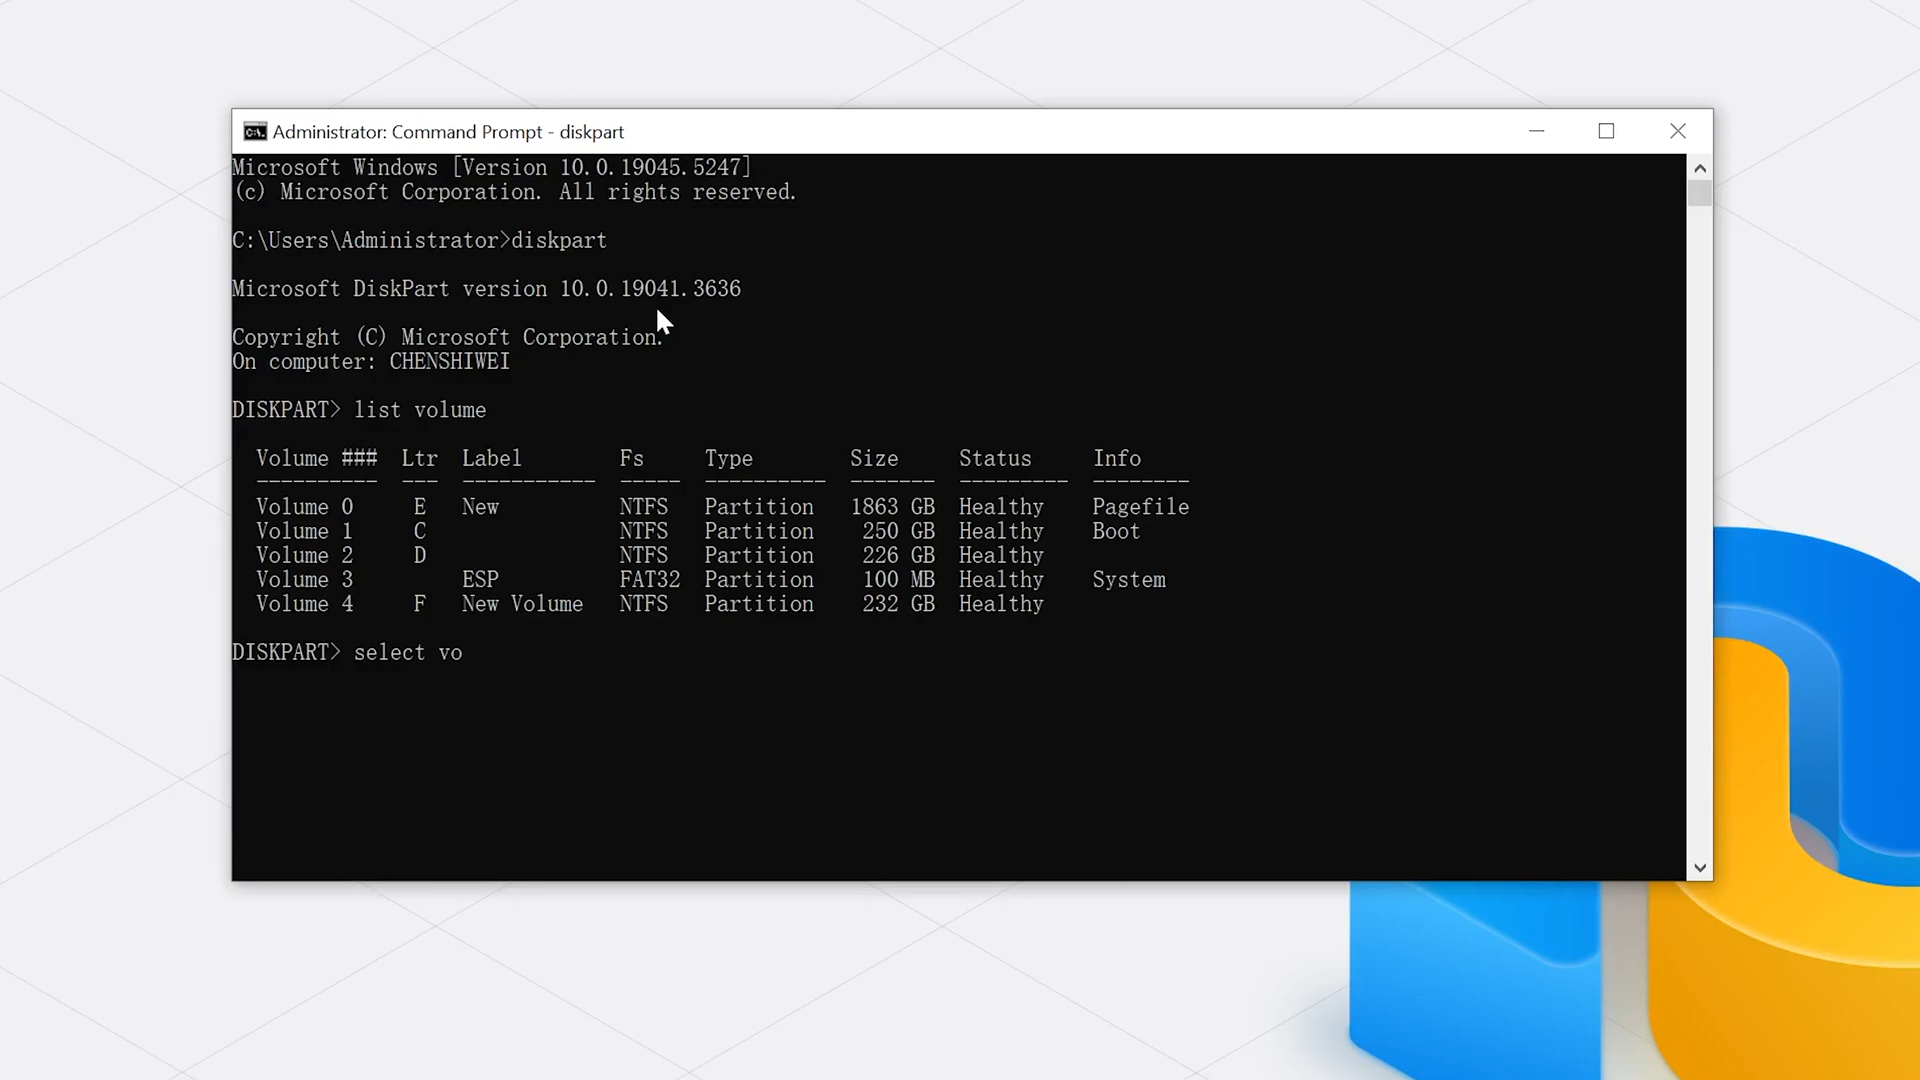 Administrator: Command Prompt - diskpart
Microsoft Windows [Version 10.0.19045.5247]
(c) Microsoft Corporation. All rights reserved.
C:\Users\Administrator>diskpart
Microsoft DiskPart version 10.0.19041.3636
Copyright (C) Microsoft Corporation.
On computer: CHENSHIWEI
DISKPART> list volume
Volume ###  Ltr  Label        Fs     Type        Size     Status     Info
----------  ---  -----------  -----  ----------  -------  ---------  --------
Volume 0     E   New          NTFS   Partition   1863 GB  Healthy    Pagefile
Volume 1     C                NTFS   Partition    250 GB  Healthy    Boot
Volume 2     D                NTFS   Partition    226 GB  Healthy
Volume 3         ESP          FAT32  Partition    100 MB  Healthy    System
Volume 4     F   New Volume   NTFS   Partition    232 GB  Healthy
DISKPART> select vo